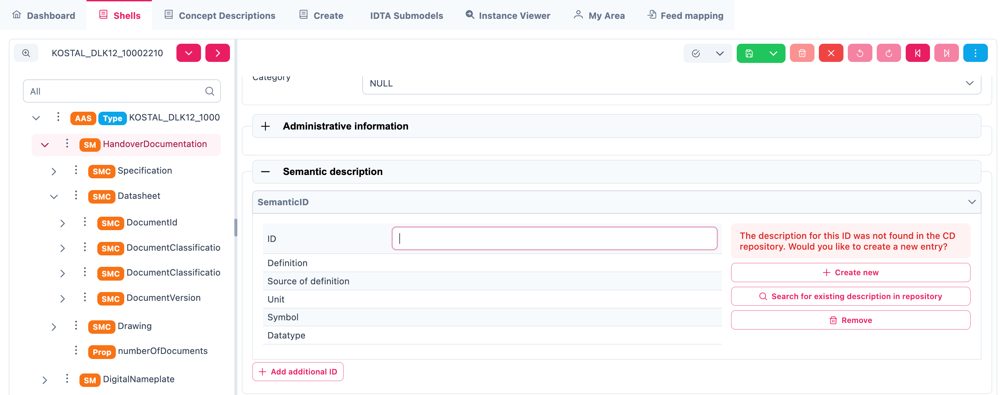 Dashboard
Shells
Concept Descriptions
Create
IDTA Submodels
Instance Viewer
My Area
Feed mapping
KOSTAL_DLK12_10002210
All
AAS Type KOSTAL_DLK12_1000
SM HandoverDocumentation
SMC Specification
SMC Datasheet
SMC DocumentId
SMC DocumentClassificatio
SMC DocumentClassificatio
SMC DocumentVersion
SMC Drawing
Prop numberOfDocuments
SM DigitalNameplate
Category
NULL
Administrative information
Semantic description
SemanticID
ID
Definition
Source of definition
Unit
Symbol
Datatype
The description for this ID was not found in the CD
repository. Would you like to create a new entry?
Create new
Search for existing description in repository
Remove
Add additional ID